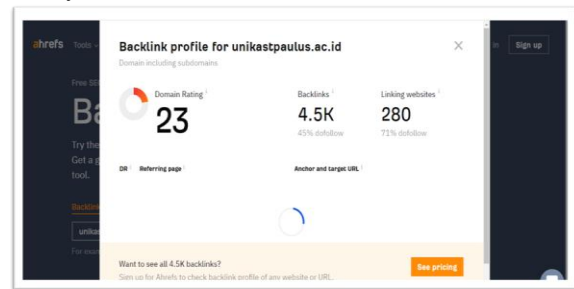 ahrefs Tools
Backlink profile for unikastpaulus.ac.id
Domain including subdomains
in Sign up
Domain Rating
23
Backlinks
4.5K
45% dofollow
Linking websites
280
71% dofollow
Try the
Get a
tool.
DR Referring page Anchor and target URL
Backlink
unikas
Want to see all 4.5K backlinks?
Sign up for Ahrefs to check backlink profile of any website or URL.
See pricing